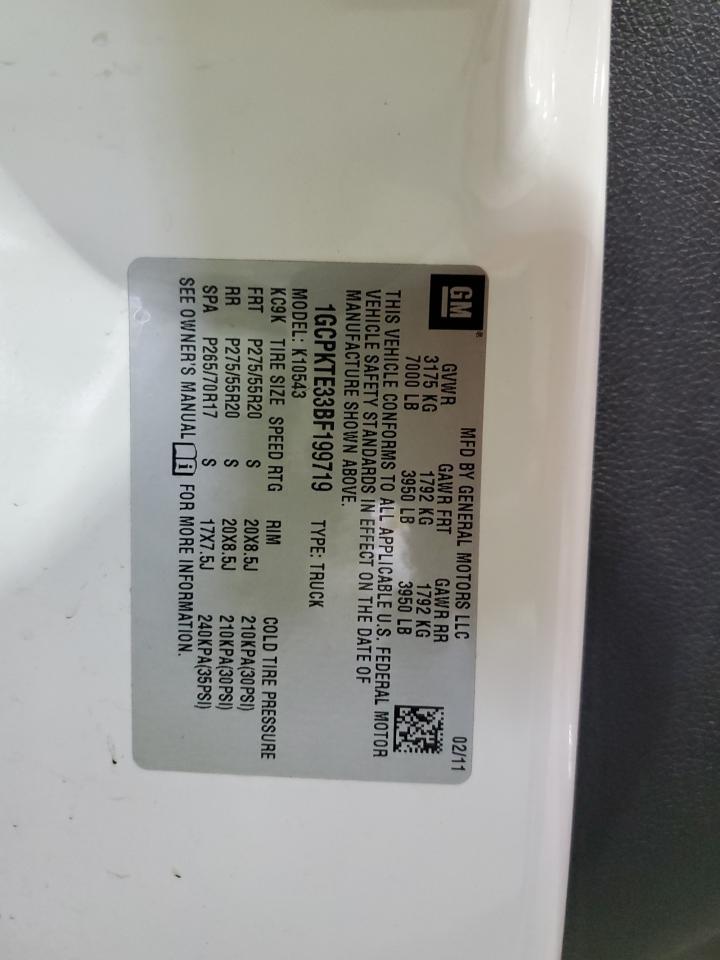 GM®
MFD BY GENERAL MOTORS LLC 02/11
GVWR GAWR FRT GAWR RR
3175 KG 1792 KG 1792 KG
7000 LB 3950 LB 3950 LB
THIS VEHICLE CONFORMS TO ALL APPLICABLE U.S. FEDERAL MOTOR
VEHICLE SAFETY STANDARDS IN EFFECT ON THE DATE OF
MANUFACTURE SHOWN ABOVE.
1GCPKTE33BF199719 TYPE: TRUCK
MODEL: K10543
KC9K TIRE SIZE SPEED RTG RIM COLD TIRE PRESSURE
FRT P275/55R20 S 20X8.5J 210KPA(30PSI)
RR P275/55R20 S 20X8.5J 210KPA(30PSI)
SPA P265/70R17 S 17X7.5J 240KPA(35PSI)
SEE OWNER'S MANUAL i FOR MORE INFORMATION.